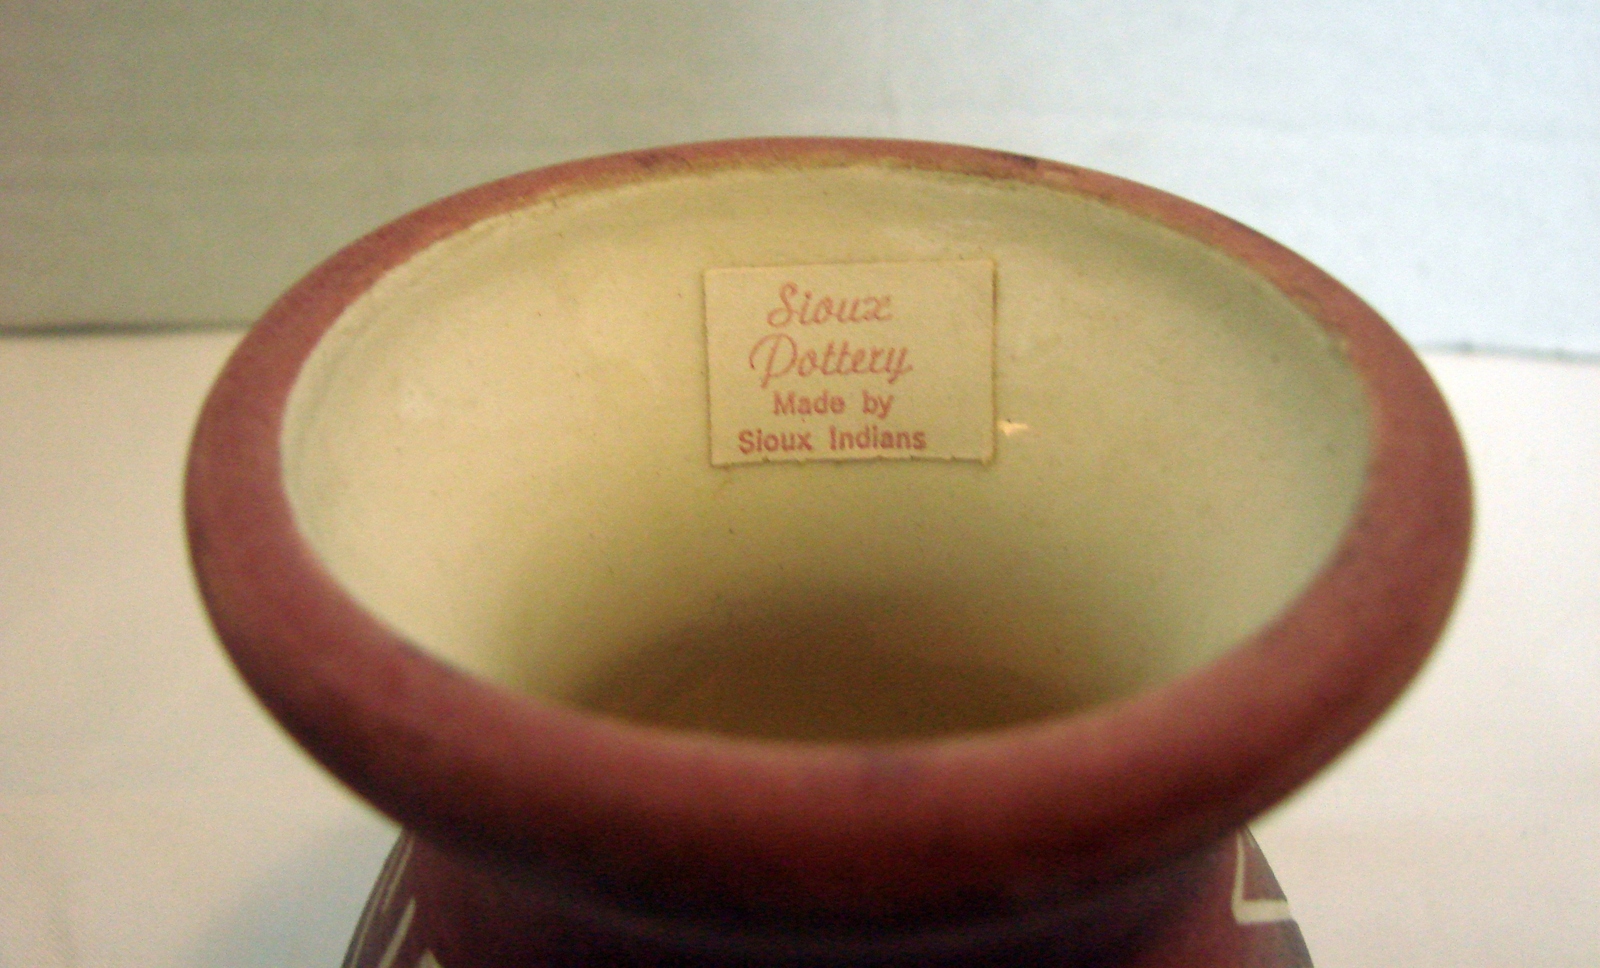 Sioux
Pottery
Made by
Sioux Indians